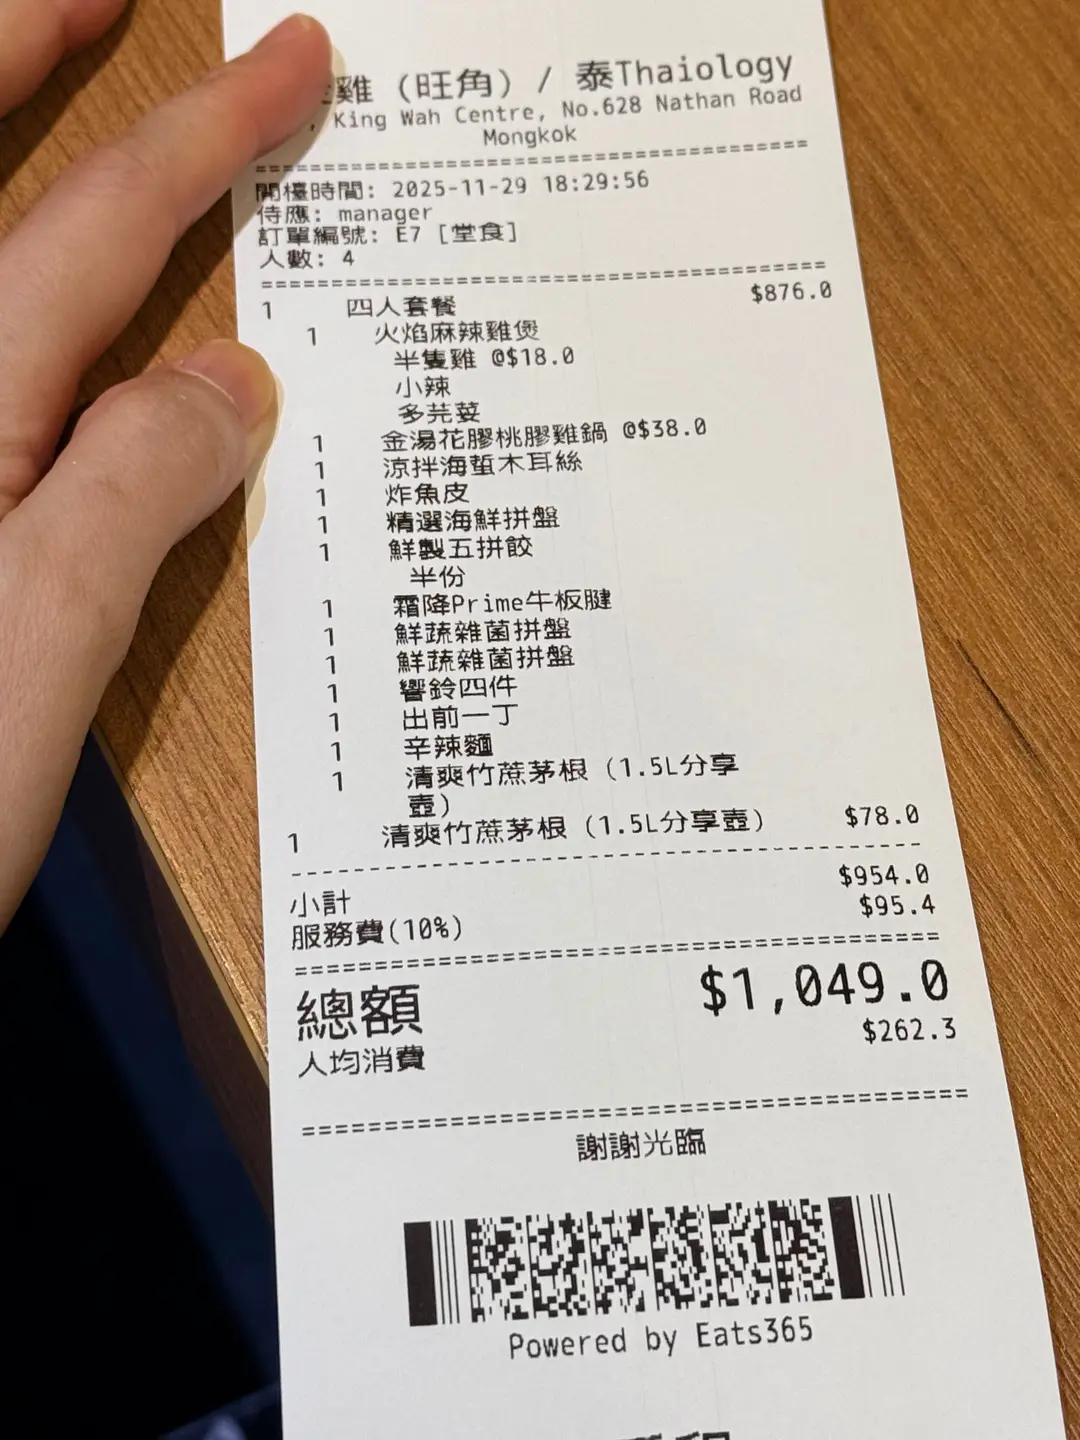 雞 (旺角) / 泰Thaiology
, King Wah Centre, No.628 Nathan Road
Mongkok
開檯時間: 2025-11-29 18:29:56
侍應: manager
訂單編號: E7 [堂食]
人數: 4
1 四人套餐 $876.0
1 火焰麻辣雞煲
半隻雞 @$18.0
小辣
多芫荽
1 金湯花膠桃膠雞鍋 @$38.0
1 涼拌海蜇木耳絲
1 炸魚皮
1 精選海鮮拼盤
1 鮮製五拼餃
半份
1 霜降Prime牛板腱
1 鮮蔬雜菌拼盤
1 鮮蔬雜菌拼盤
1 響鈴四件
1 出前一丁
1 辛辣麵
1 清爽竹蔗茅根 (1.5L分享
壺)
1 清爽竹蔗茅根 (1.5L分享壺) $78.0
小計 $954.0
服務費(10%) $95.4
總額 $1,049.0
人均消費 $262.3
謝謝光臨
Powered by Eats365